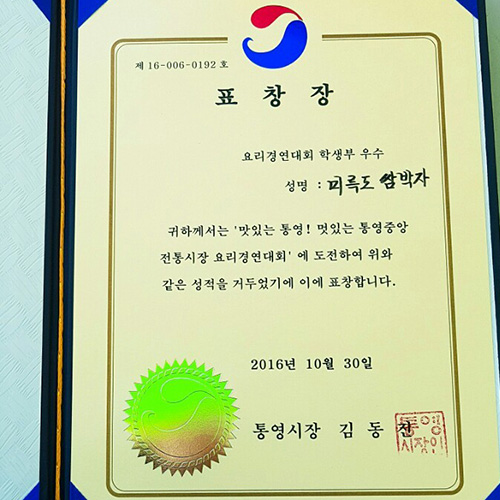 제 16-006-0192 호
표 창 장
요리경연대회 학생부 우수
성명 : 미륵도 쌈박자
귀하께서는 '맛있는 통영! 멋있는 통영중앙
전통시장 요리경연대회' 에 도전하여 위와
같은 성적을 거두었기에 이에 표창합니다.
2016년 10월 30일
통영시장 김 동 진
통영
시장인